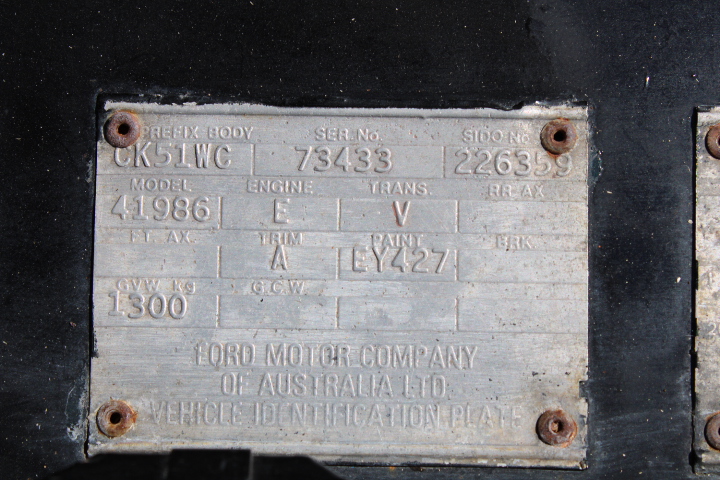 PREFIX BODY SER. No. SIDO-No
CK51WC 73433 226359
MODEL ENGINE TRANS. RR AX
41986 E V
FT. AX. TRIM PAINT BRK.
A EY427
GVW kg G.C.W.
1300
FORD MOTOR COMPANY
OF AUSTRALIA LTD
VEHICLE IDENTIFICATION PLATE